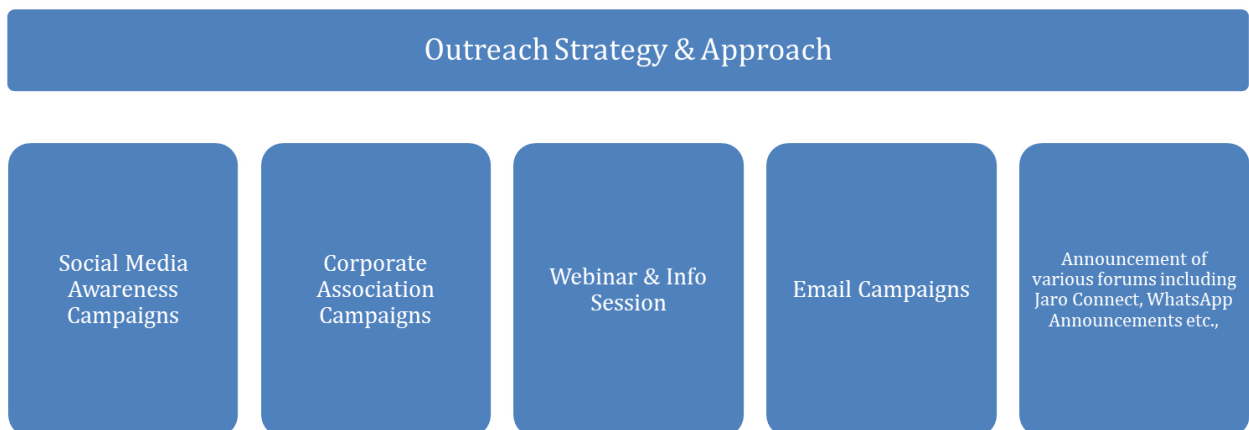 Outreach Strategy & Approach
Social Media
Awareness
Campaigns
Corporate
Association
Campaigns
Webinar & Info
Session
Email Campaigns
Announcement of
various forums including
Jaro Connect, WhatsApp
Announcements etc.,